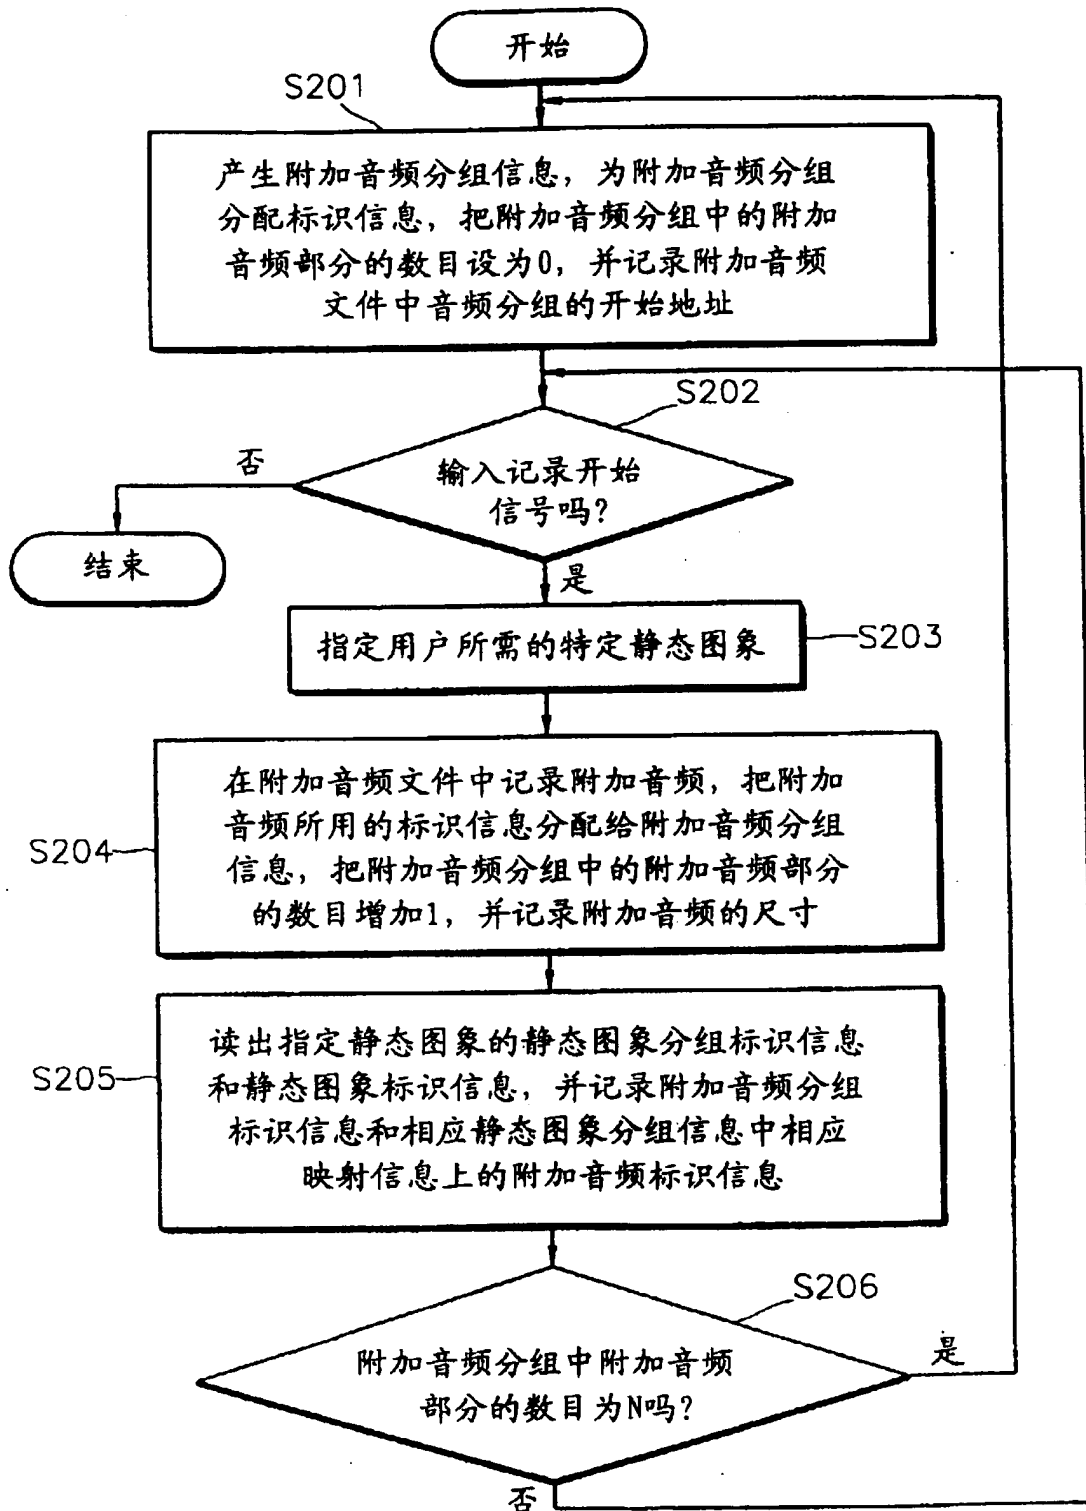 开始
S201
产生附加音频分组信息，为附加音频分组
分配标识信息，把附加音频分组中的附加
音频部分的数目设为0，并记录附加音频
文件中音频分组的开始地址
S202
否
输入记录开始
信号吗？
结束
是
指定用户所需的特定静态图象
S203
在附加音频文件中记录附加音频，把附加
音频所用的标识信息分配给附加音频分组
S204
信息，把附加音频分组中的附加音频部分
的数目增加1，并记录附加音频的尺寸
读出指定静态图象的静态图象分组标识信息
S205
和静态图象标识信息，并记录附加音频分组
标识信息和相应静态图象分组信息中相应
映射信息上的附加音频标识信息
S206
是
附加音频分组中附加音频
部分的数目为N吗？
否